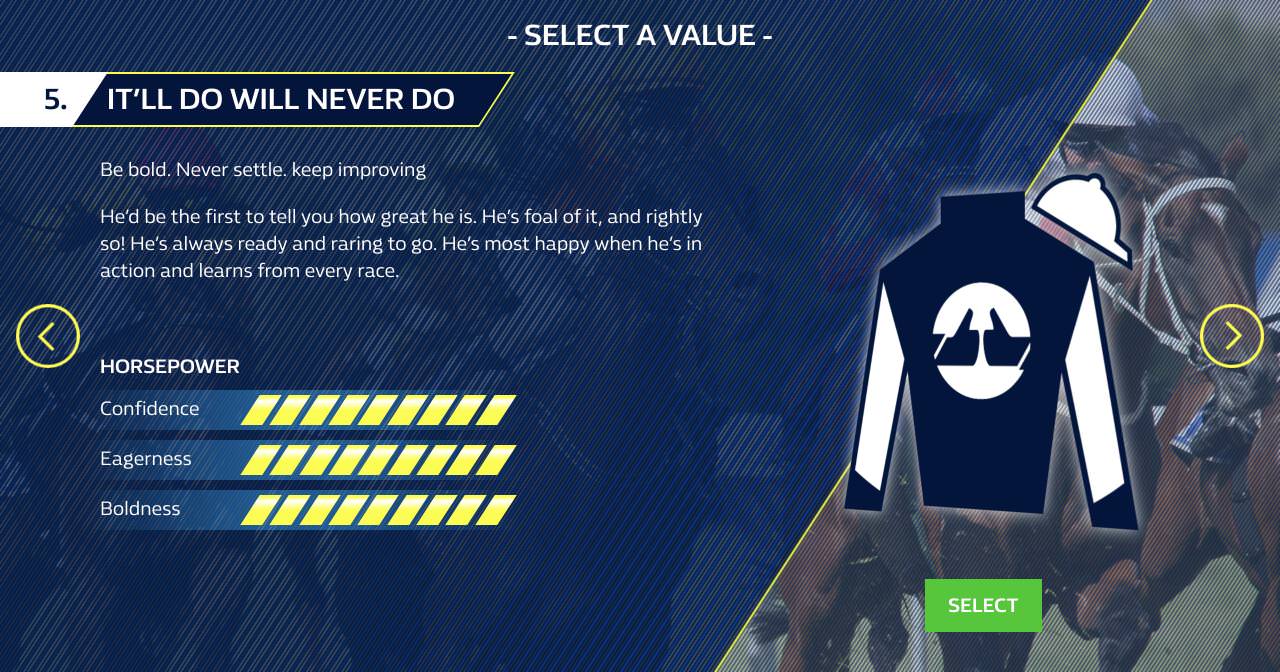 - SELECT A VALUE -
5. IT’LL DO WILL NEVER DO
Be bold. Never settle. keep improving
He’d be the first to tell you how great he is. He’s foal of it, and rightly
so! He’s always ready and raring to go. He’s most happy when he’s in
action and learns from every race.
HORSEPOWER
Confidence
Eagerness
Boldness
SELECT